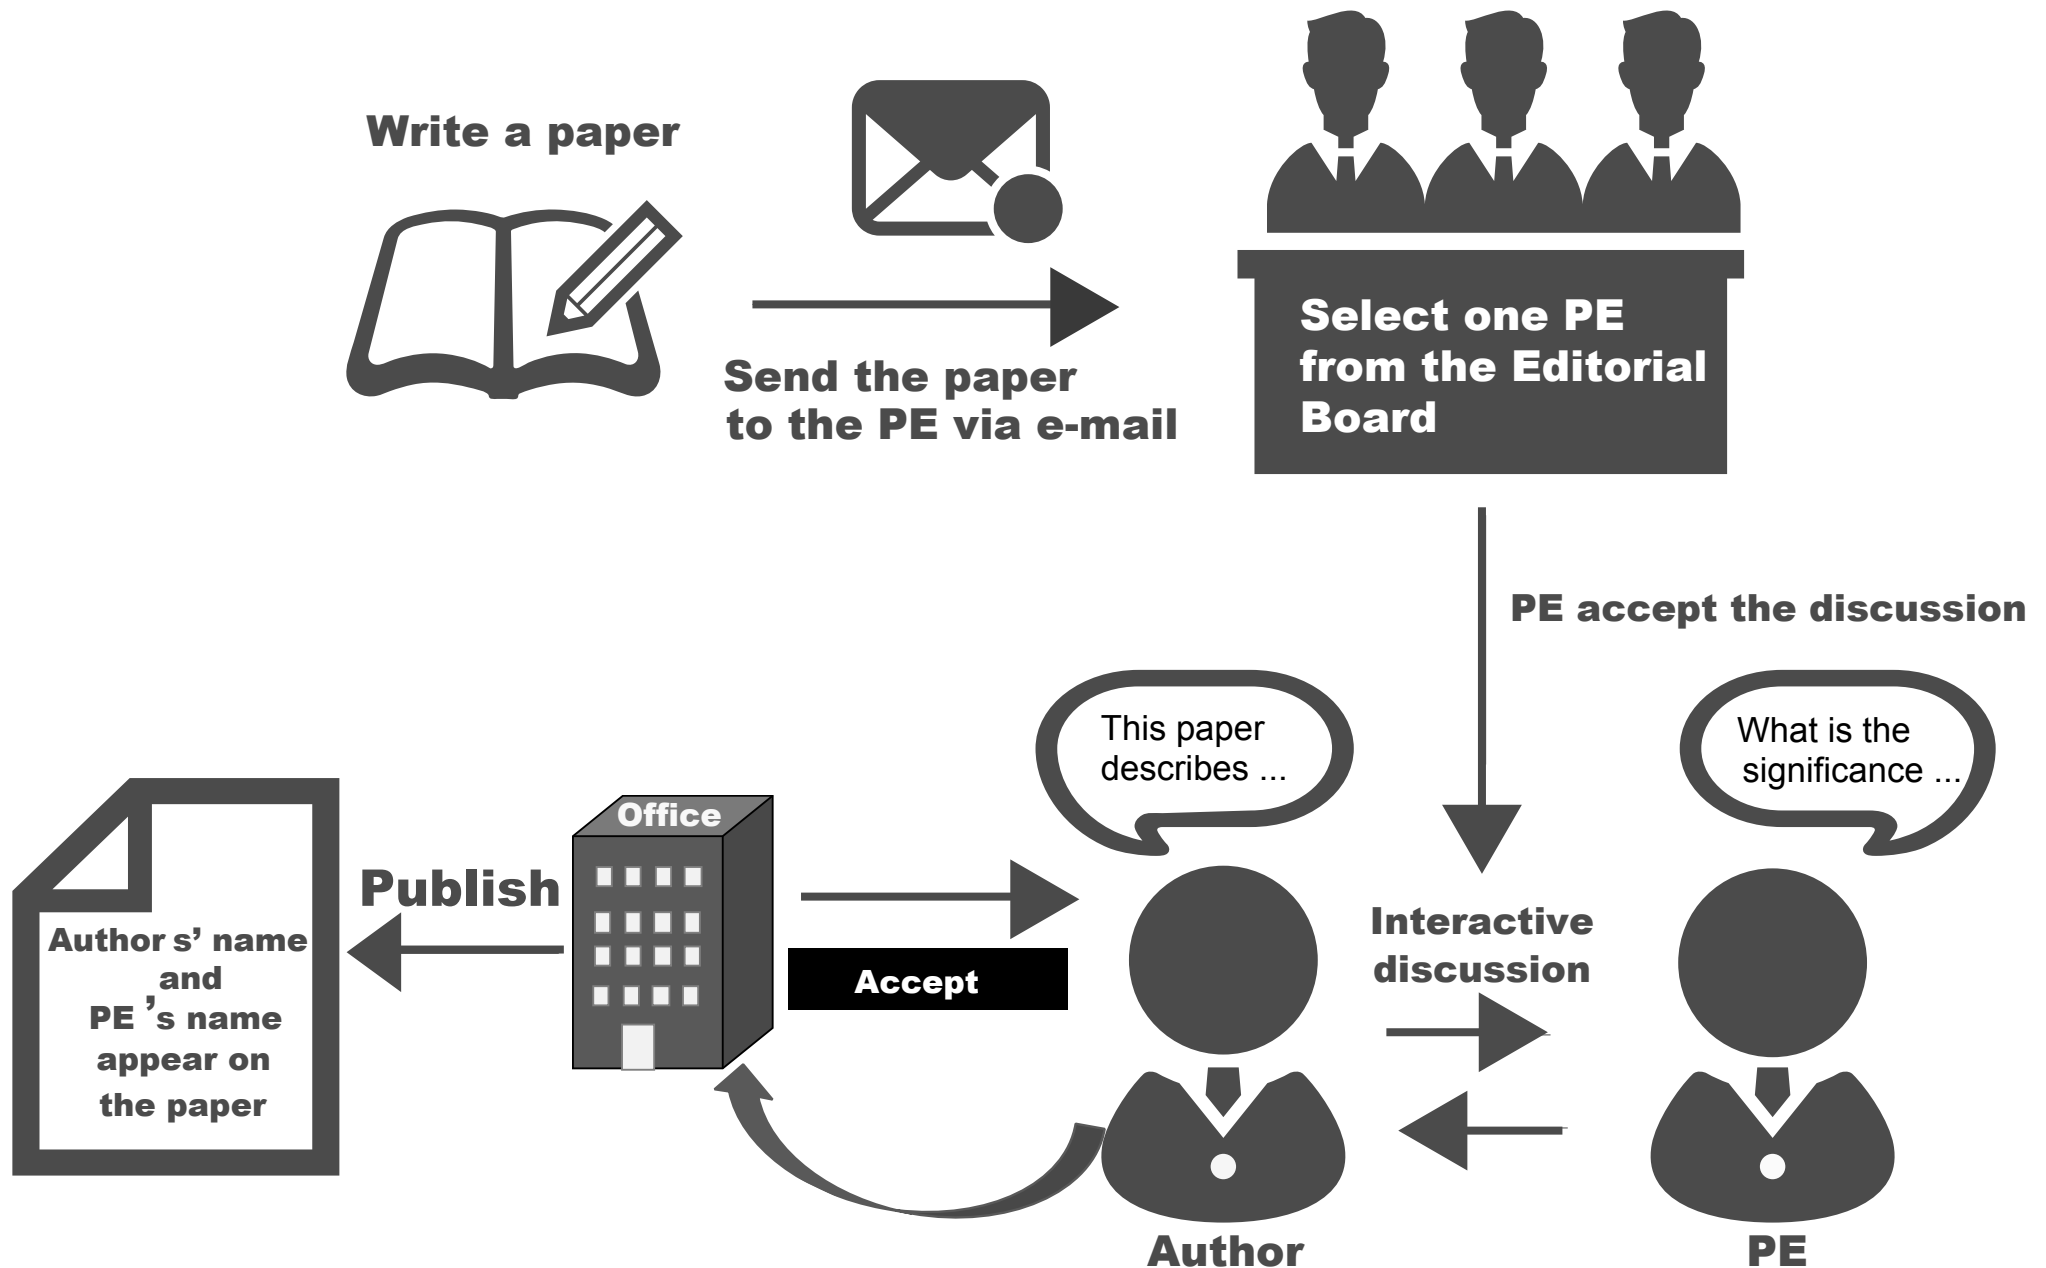 Write a paper
Send the paper
to the PE via e-mail
Select one PE
from the Editorial
Board
PE accept the discussion
This paper
describes ...
What is the
significance ...
Interactive
discussion
Author
PE
Office
Accept
Publish
Author s’ name
and
PE ’s name
appear on
the paper